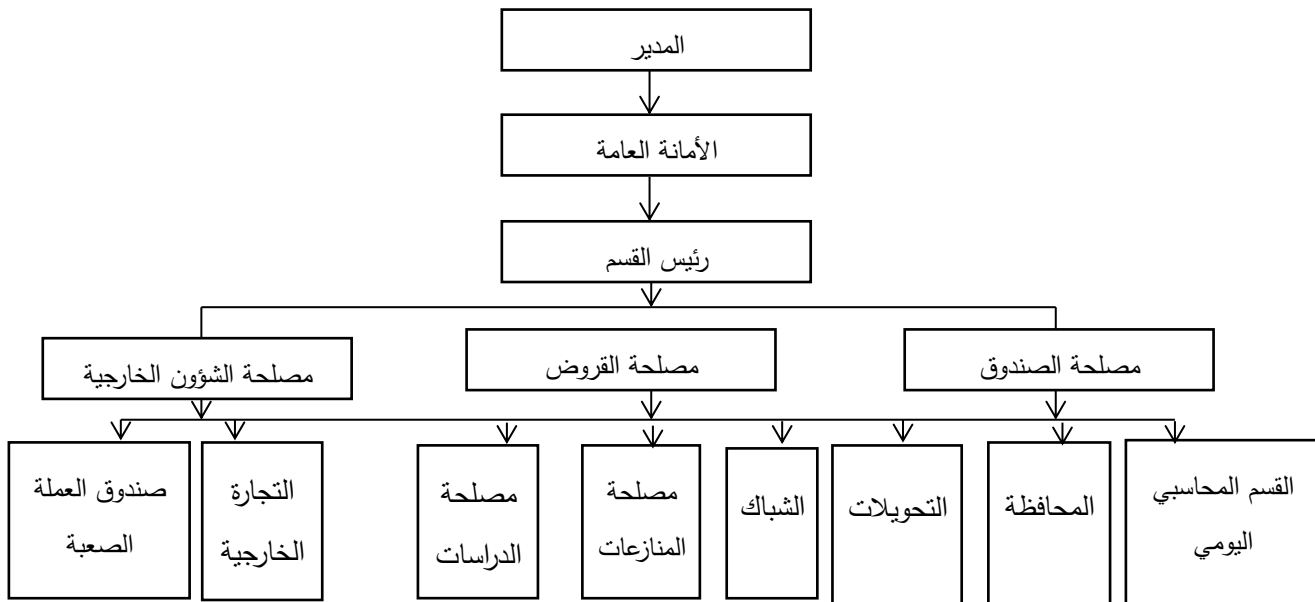 المدير
الأمانة العامة
رئيس القسم
مصلحة الصندوق
مصلحة القروض
مصلحة الشؤون الخارجية
القسم المحاسبي
اليومي
المحافظة
التحويلات
الشباك
مصلحة
المنازعات
مصلحة
الدراسات
التجارة
الخارجية
صندوق العملة
الصعبة